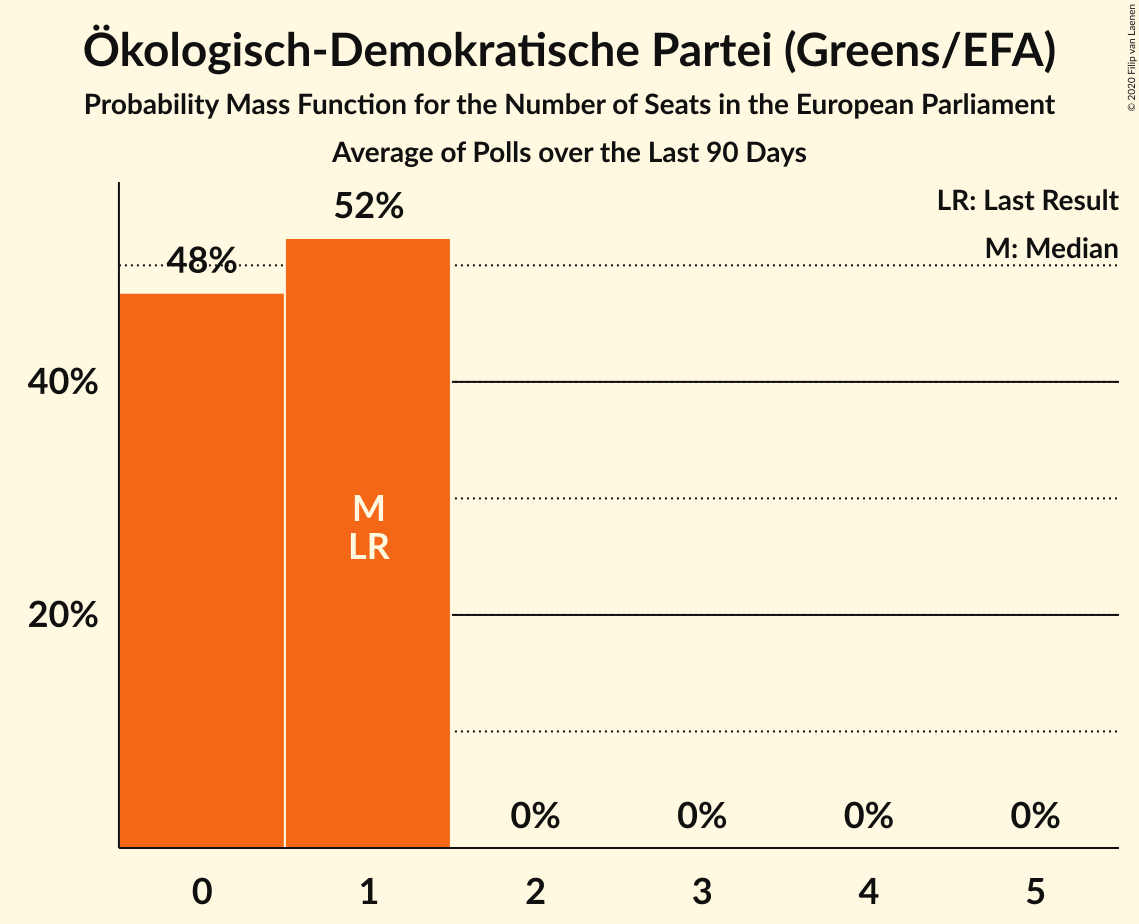 Ökologisch-Demokratische Partei (Greens/EFA)
Probability Mass Function for the Number of Seats in the European Parliament
Average of Polls over the Last 90 Days
© 2020 Filip van Laenen
LR: Last Result
M: Median
52%
48%
40%
20%
M
LR
0%
0%
0%
0%
0
1
2
3
4
5